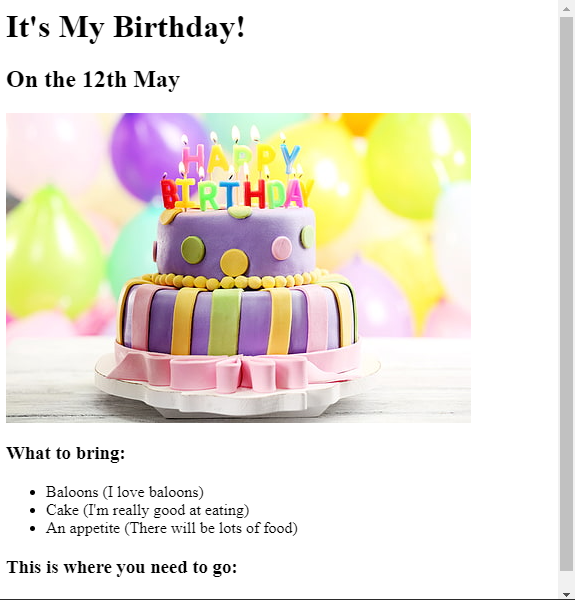 It's My Birthday!
On the 12th May
HAPPY
BIRTHDAY
What to bring:
Baloons (I love baloons)
Cake (I'm really good at eating)
An appetite (There will be lots of food)
This is where you need to go: